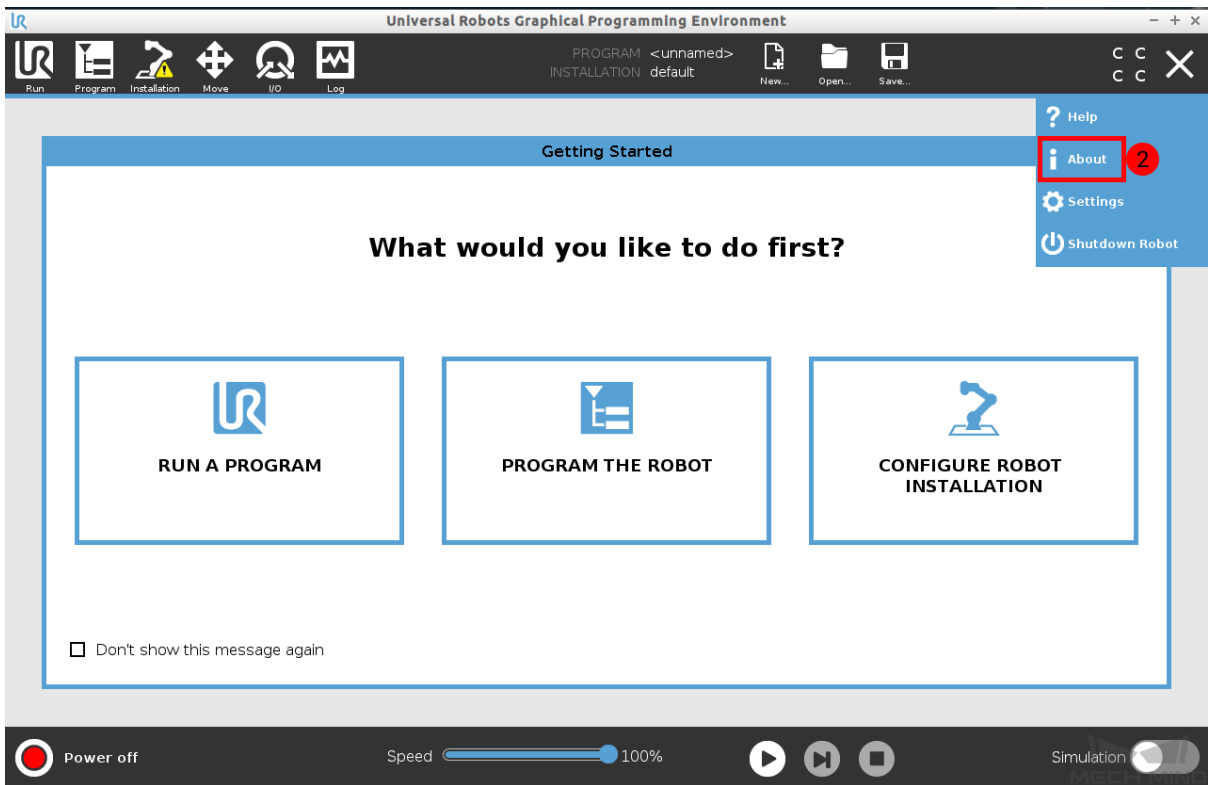 Universal Robots Graphical Programming Environment
PROGRAM <unnamed>
INSTALLATION default
C C
C C
Run Program Installation Move I/O Log New... Open... Save...
? Help
About 2
Settings
Shutdown Robot
Getting Started
What would you like to do first?
RUN A PROGRAM
PROGRAM THE ROBOT
CONFIGURE ROBOT
INSTALLATION
Don't show this message again
Power off
Speed 100%
Simulation
MECH MIND